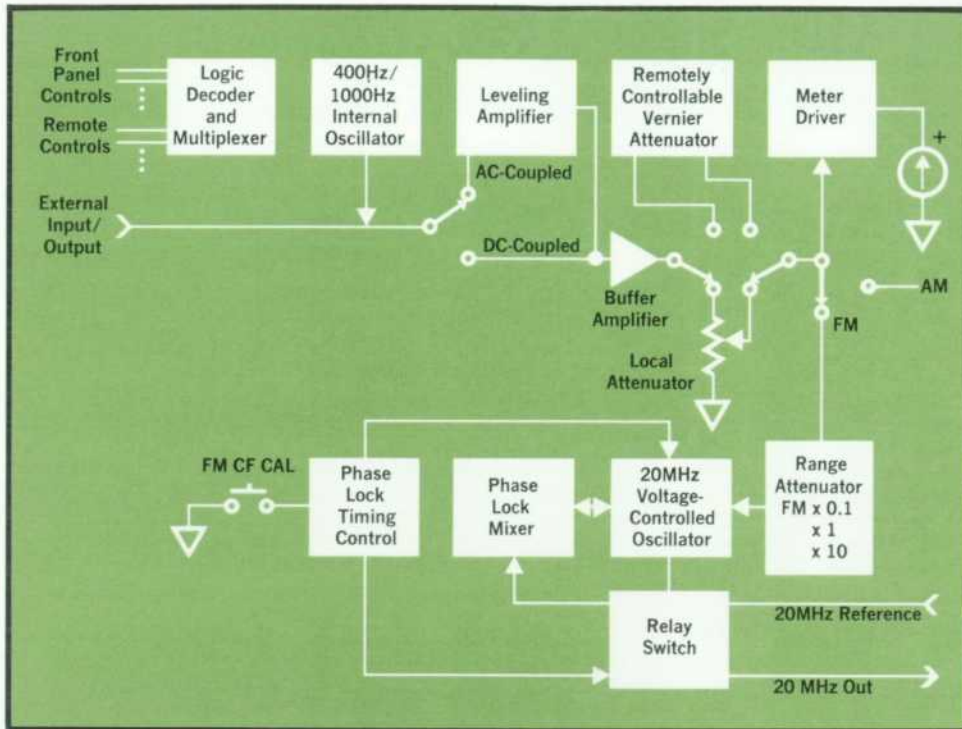 Front
Panel
Controls
Remote
Controls
External
Input/
Output
Logic
Decoder
and
Multiplexer
400Hz/
1000Hz
Internal
Oscillator
Leveling
Amplifier
Remotely
Controllable
Vernier
Attenuator
Meter
Driver
+
AC-Coupled
DC-Coupled
Buffer
Amplifier
Local
Attenuator
AM
FM
FM CF CAL
Phase
Lock
Timing
Control
Phase
Lock
Mixer
20MHz
Voltage-
Controlled
Oscillator
Range
Attenuator
FM x 0.1
x 1
x 10
Relay
Switch
20MHz Reference
20 MHz Out